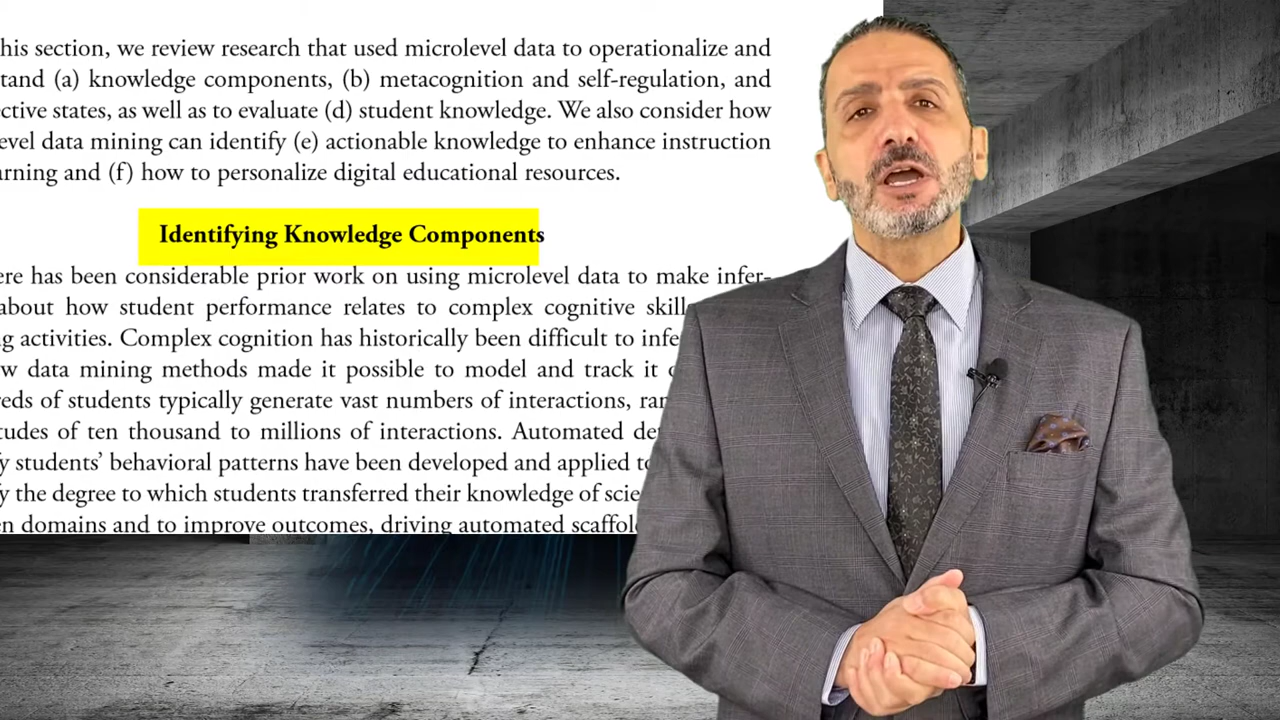 his section, we review research that used microlevel data to operationalize and
tand (a) knowledge components, (b) metacognition and self-regulation, and
ective states, as well as to evaluate (d) student knowledge. We also consider how
evel data mining can identify (e) actionable knowledge to enhance instruction
arning and (f) how to personalize digital educational resources.
Identifying Knowledge Components
ere has been considerable prior work on using microlevel data to make infer-
about how student performance relates to complex cognitive skill
g activities. Complex cognition has historically been difficult to infe
w data mining methods made it possible to model and track it
reds of students typically generate vast numbers of interactions, ran
tudes of ten thousand to millions of interactions. Automated de
fy students' behavioral patterns have been developed and applied to
fy the degree to which students transferred their knowledge of scie
en domains and to improve outcomes, driving automated scaffol